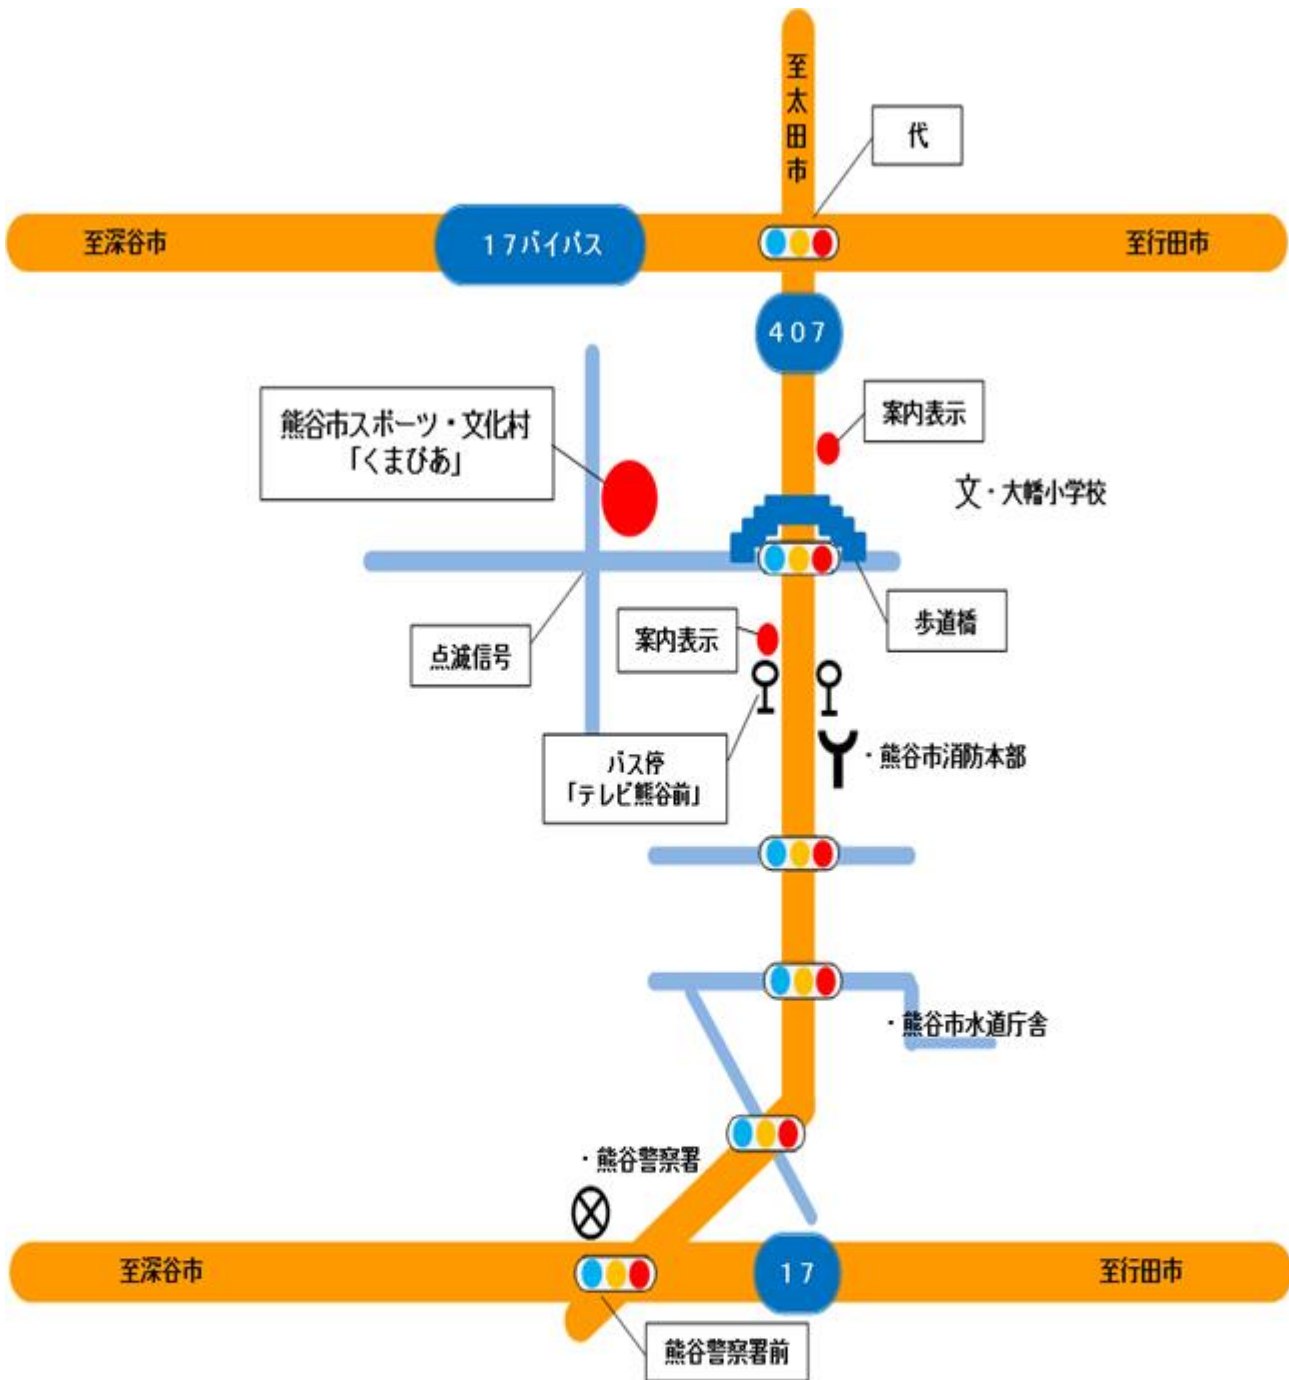 至太田市
代
至深谷市
17バイパス
至行田市
407
案内表示
熊谷市スポーツ・文化村
「くまぴあ」
文・大幡小学校
歩道橋
案内表示
点滅信号
バス停
「テレビ熊谷前」
・熊谷市消防本部
・熊谷市水道庁舎
・熊谷警察署
至深谷市
17
至行田市
熊谷警察署前